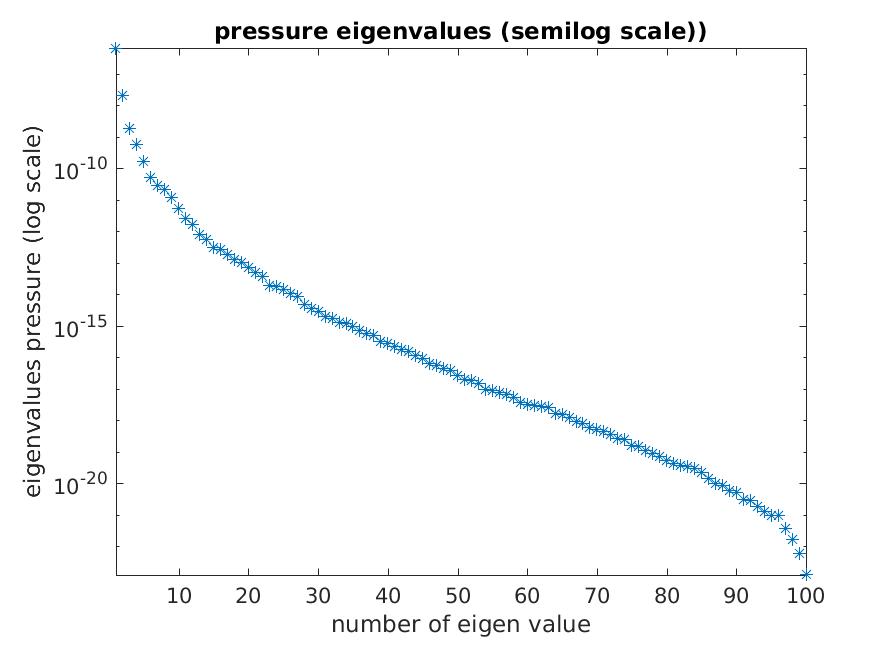 pressure eigenvalues (semilog scale))
eigenvalues pressure (log scale)
10^-10
10^-15
10^-20
10 20 30 40 50 60 70 80 90 100
number of eigen value